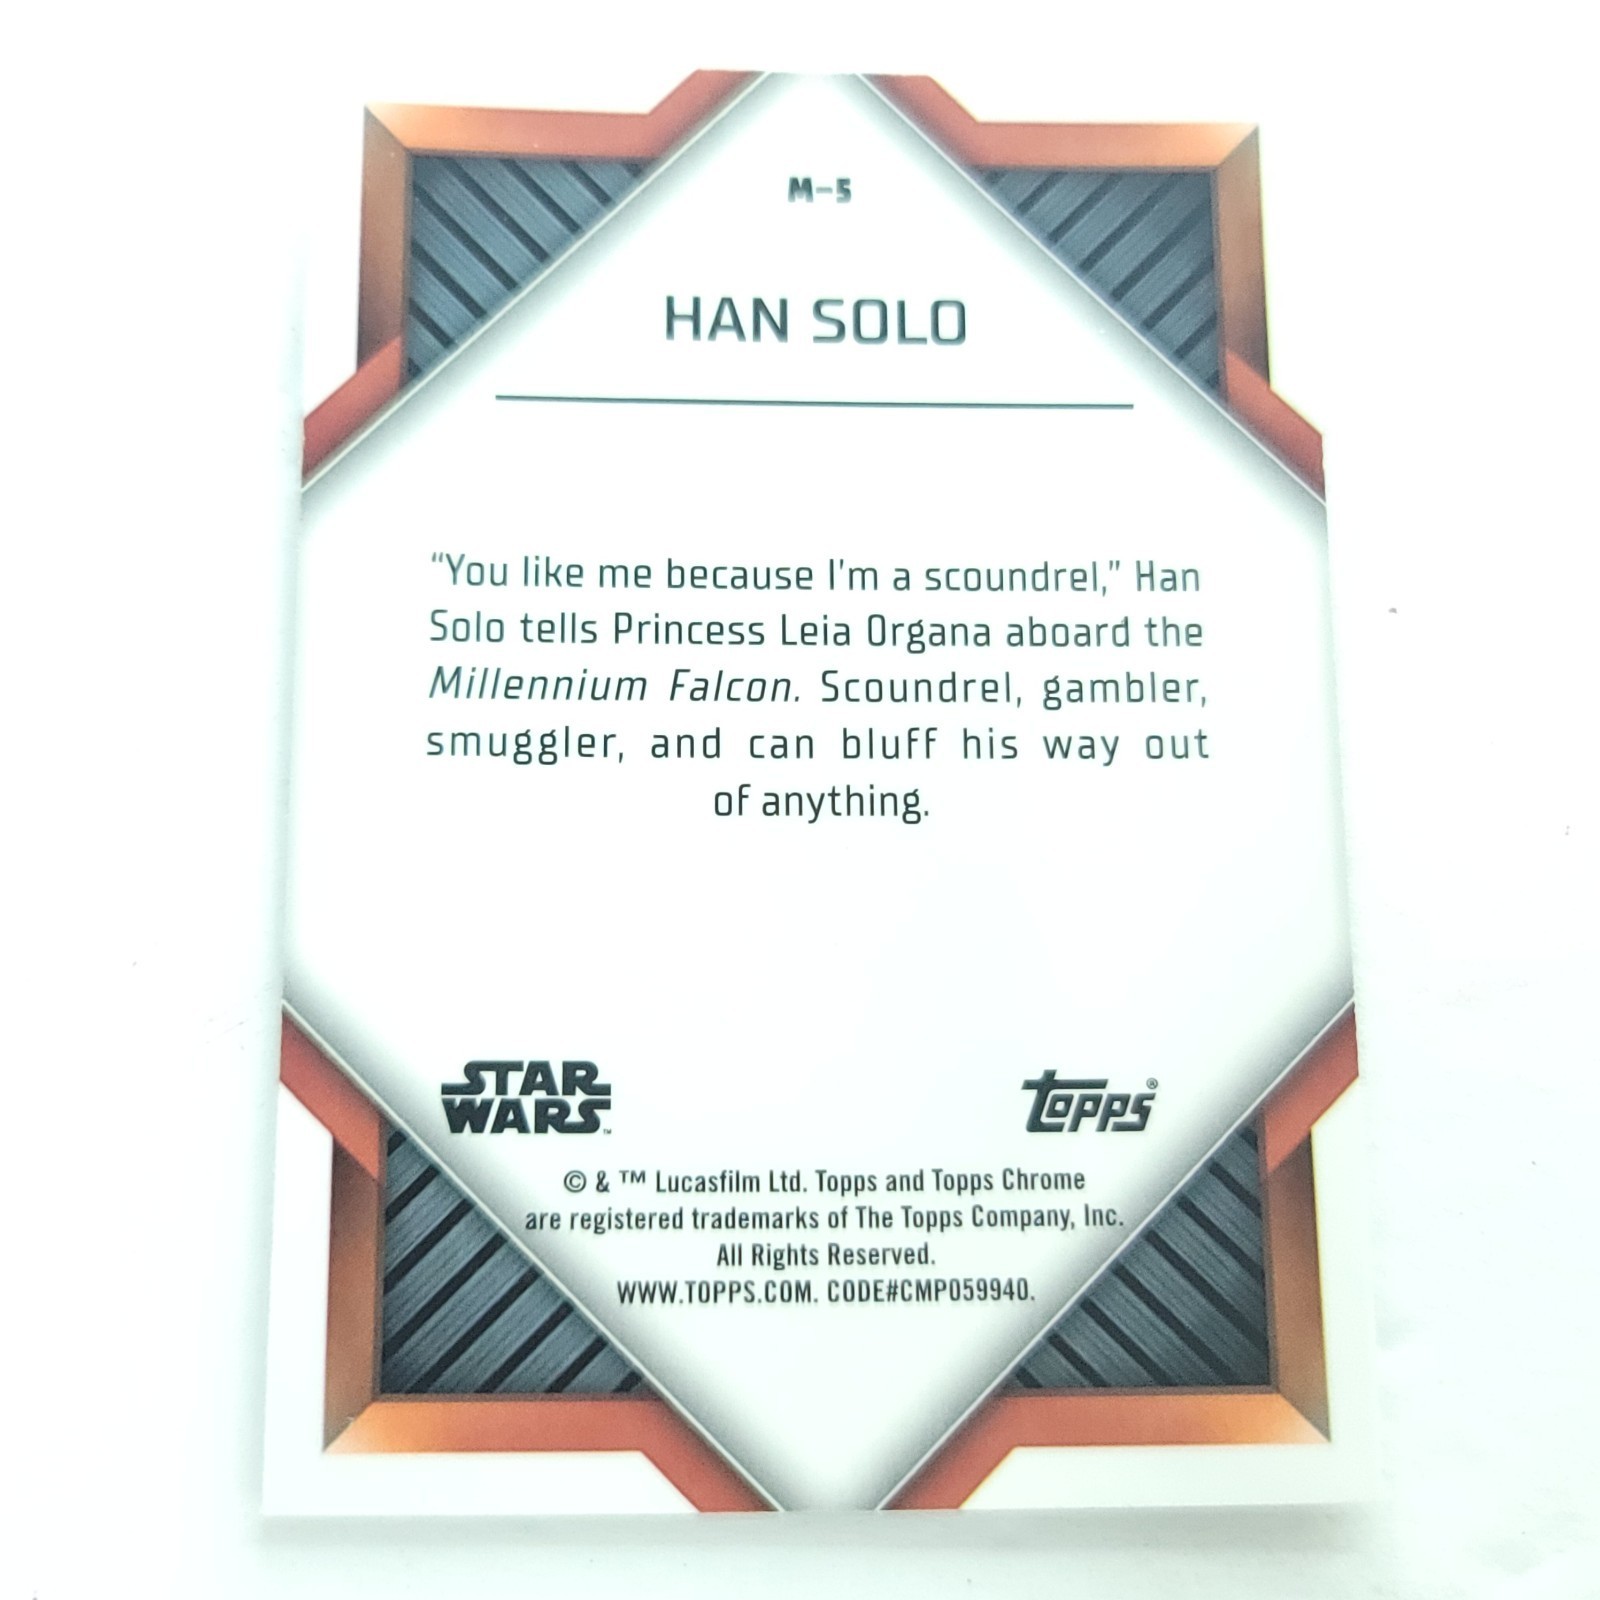 M-5
HAN SOLO
“You like me because I'm a scoundrel,” Han
Solo tells Princess Leia Organa aboard the
Millennium Falcon. Scoundrel, gambler,
smuggler, and can bluff his way out
of anything.
STAR
WARS™
topps®
© & ™ Lucasfilm Ltd. Topps and Topps Chrome
are registered trademarks of The Topps Company, Inc.
All Rights Reserved.
WWW.TOPPS.COM. CODE#CMP059940.